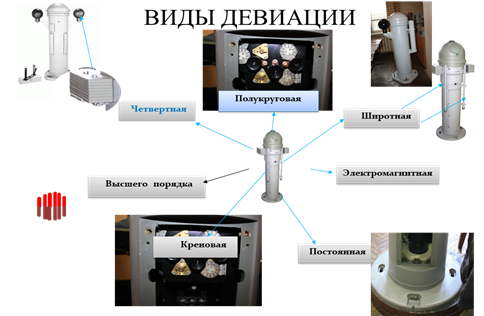 ВИДЫ ДЕВИАЦИИ
Полукруговая
Четвертная
Широтная
Электромагнитная
Высшего порядка
Креновая
Постоянная